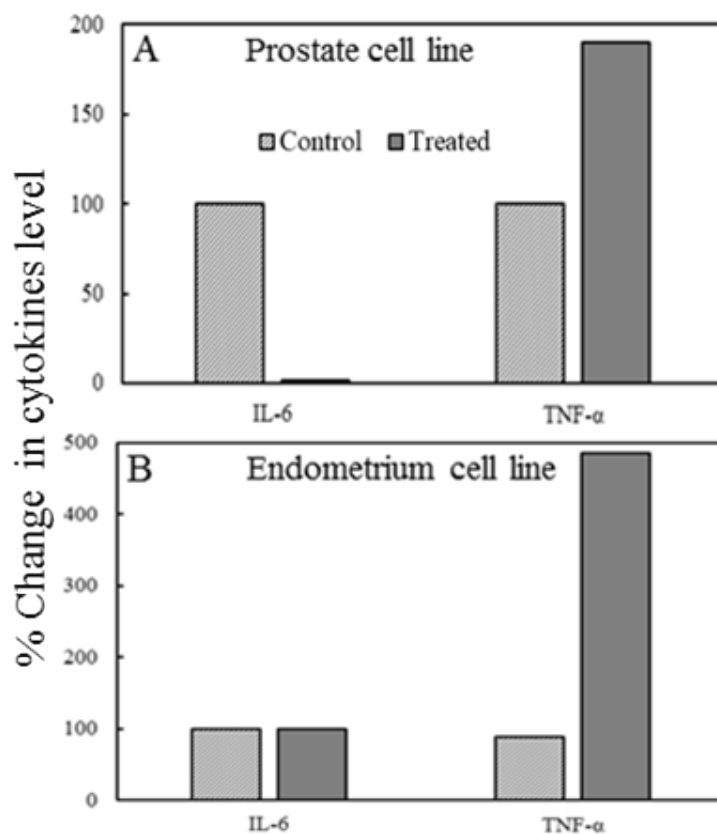 % Change in cytokines level
A Prostate cell line
Control Treated
200
150
100
50
0
IL-6 TNF-α
B Endometrium cell line
500
400
300
200
100
0
IL-6 TNF-α